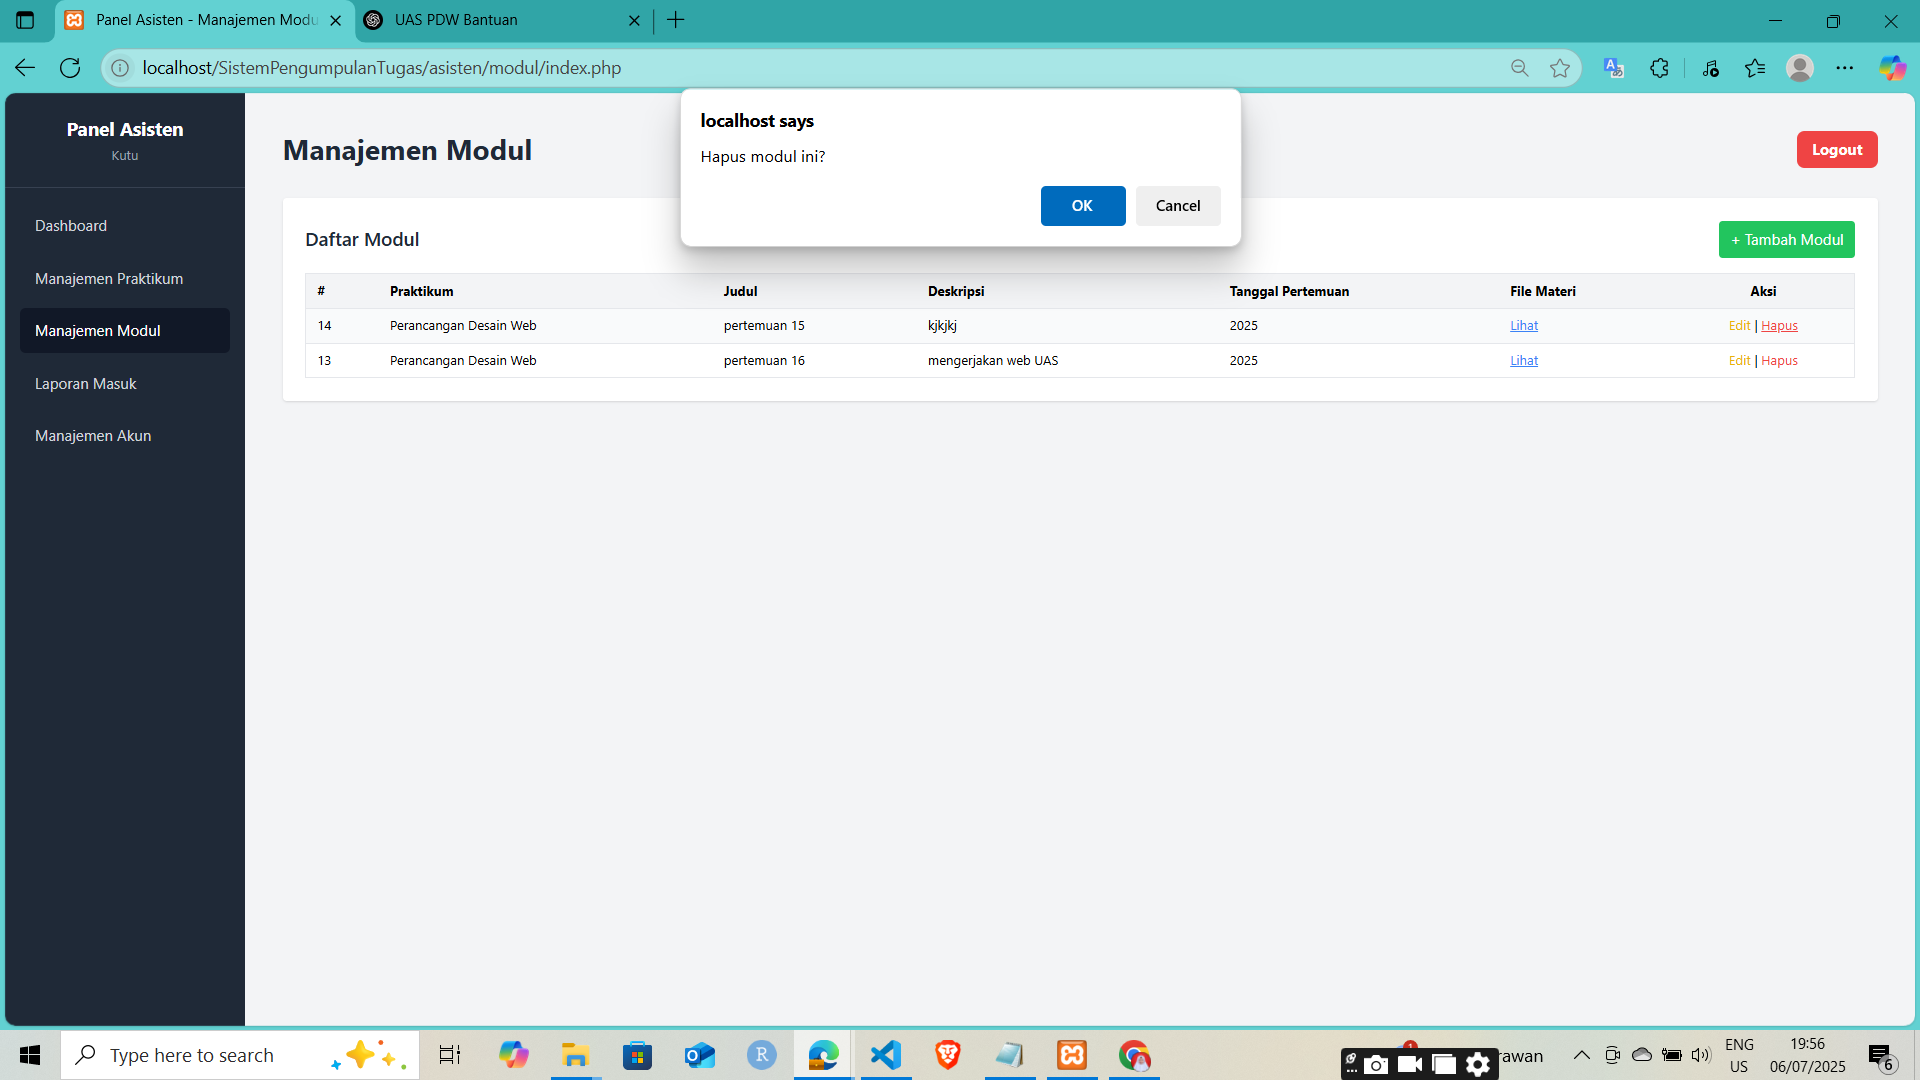 Panel Asisten - Manajemen Modu
UAS PDW Bantuan
localhost/SistemPengumpulanTugas/asisten/modul/index.php
localhost says
Hapus modul ini?
OK
Cancel
Panel Asisten
Kutu
Dashboard
Manajemen Praktikum
Manajemen Modul
Laporan Masuk
Manajemen Akun
Manajemen Modul
Logout
Daftar Modul
+ Tambah Modul
# Praktikum Judul Deskripsi Tanggal Pertemuan File Materi Aksi
14 Perancangan Desain Web pertemuan 15 kjkjkj 2025 Lihat Edit | Hapus
13 Perancangan Desain Web pertemuan 16 mengerjakan web UAS 2025 Lihat Edit | Hapus
Type here to search
rawan
ENG
US
19:56
06/07/2025
6